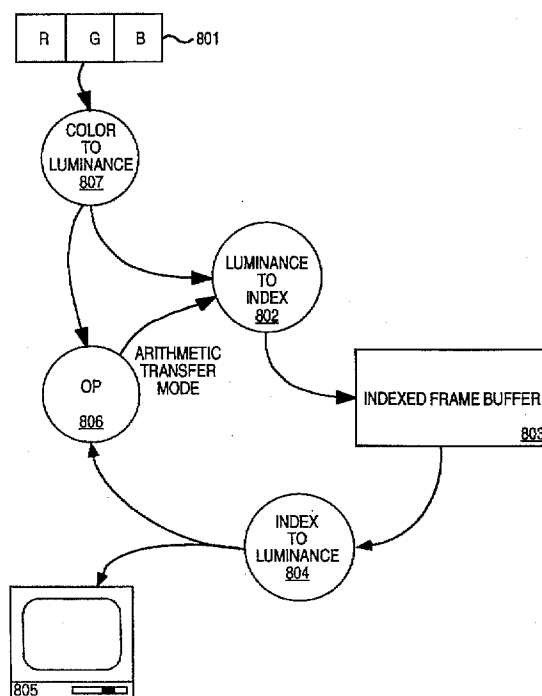 R G B 801
COLOR
TO
LUMINANCE
807
LUMINANCE
TO
INDEX
802
ARITHMETIC
TRANSFER
MODE
OP
806
INDEXED FRAME BUFFER
803
INDEX
TO
LUMINANCE
804
805